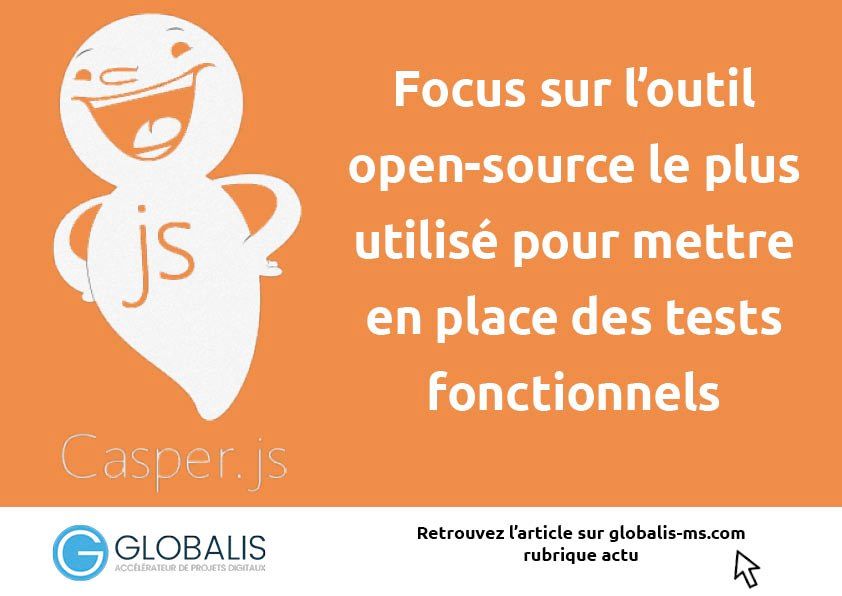 Focus sur l'outil
open-source le plus
utilisé pour mettre
en place des tests
fonctionnels
js
Casper.js
GLOBALIS
ACCÉLÉRATEUR DE PROJETS DIGITAUX
Retrouvez l'article sur globalis-ms.com
rubrique actu